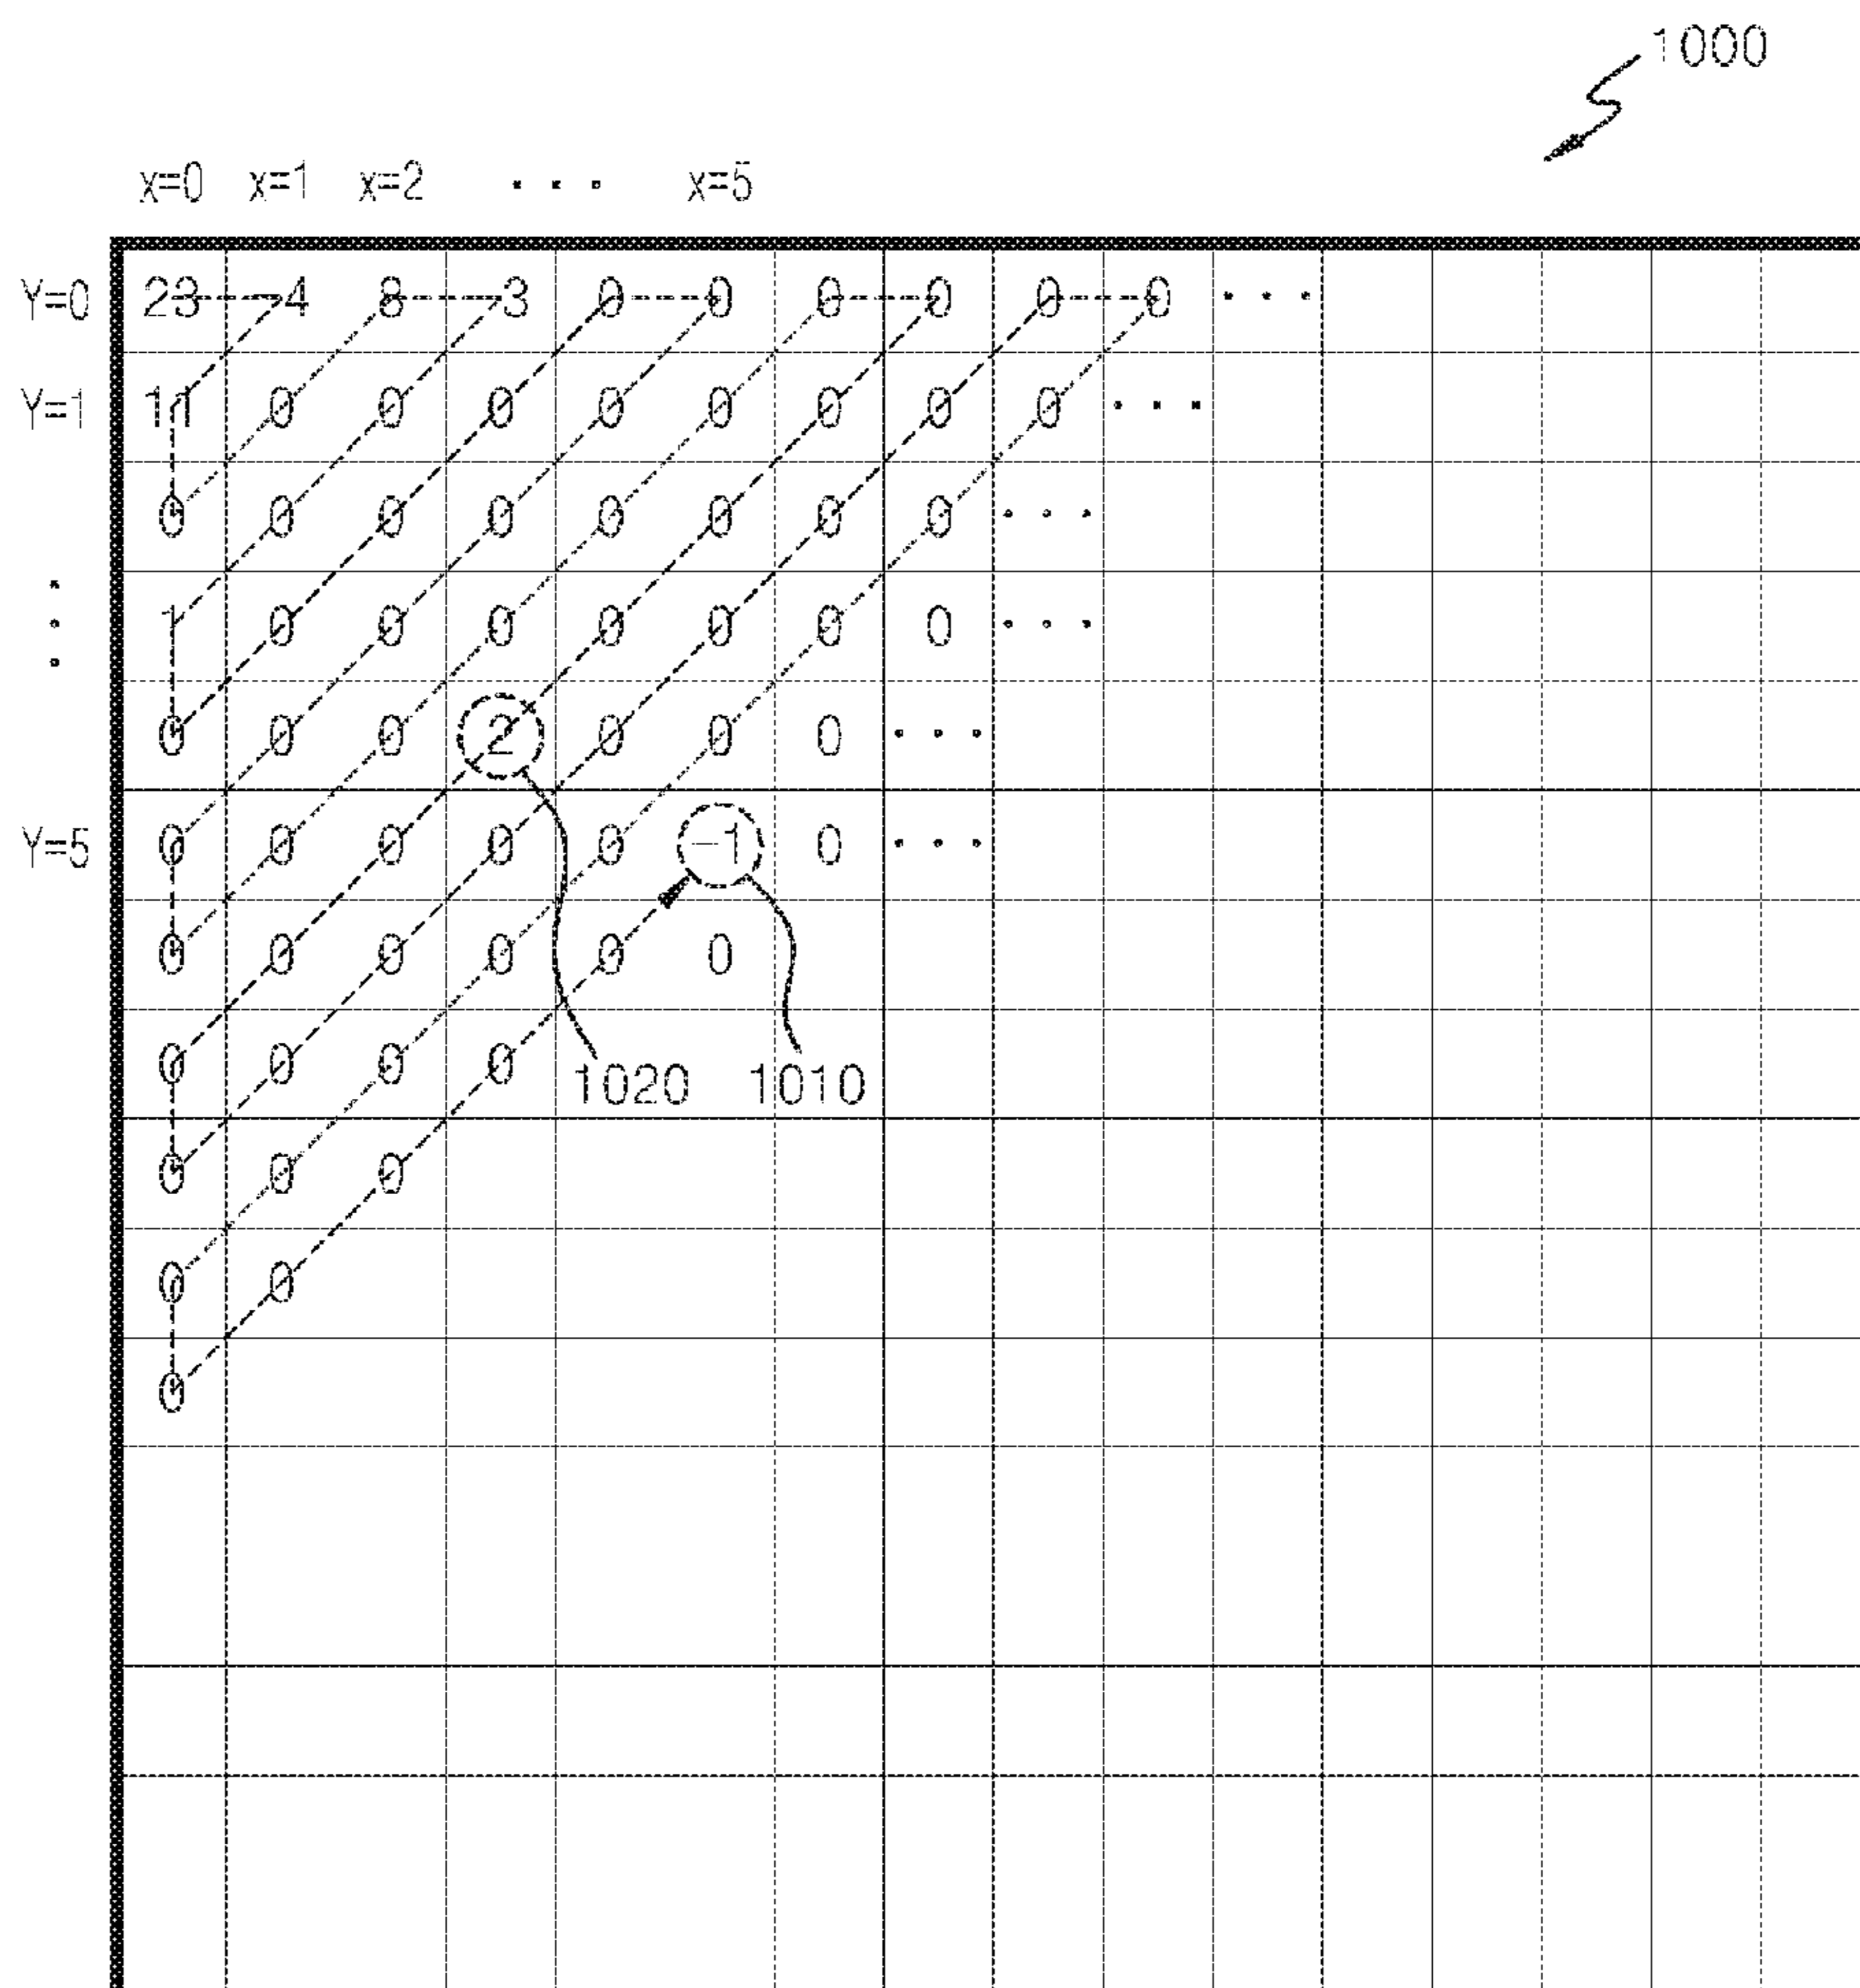 1000
x=0 x=1 x=2 ... x=5
Y=0 23 -4 8 -3 0 0 0 0 0 0 ...
Y=1 11 0 0 0 0 0 0 0 0 ...
0 0 0 0 0 0 0 0 ...
1 0 0 0 0 0 0 0 ...
0 0 0 2 0 0 0 ...
Y=5 0 0 0 0 0 -1 0 ...
0 0 0 0 0 0
0 0 0 0 1020 1010
0 0 0
0 0
0